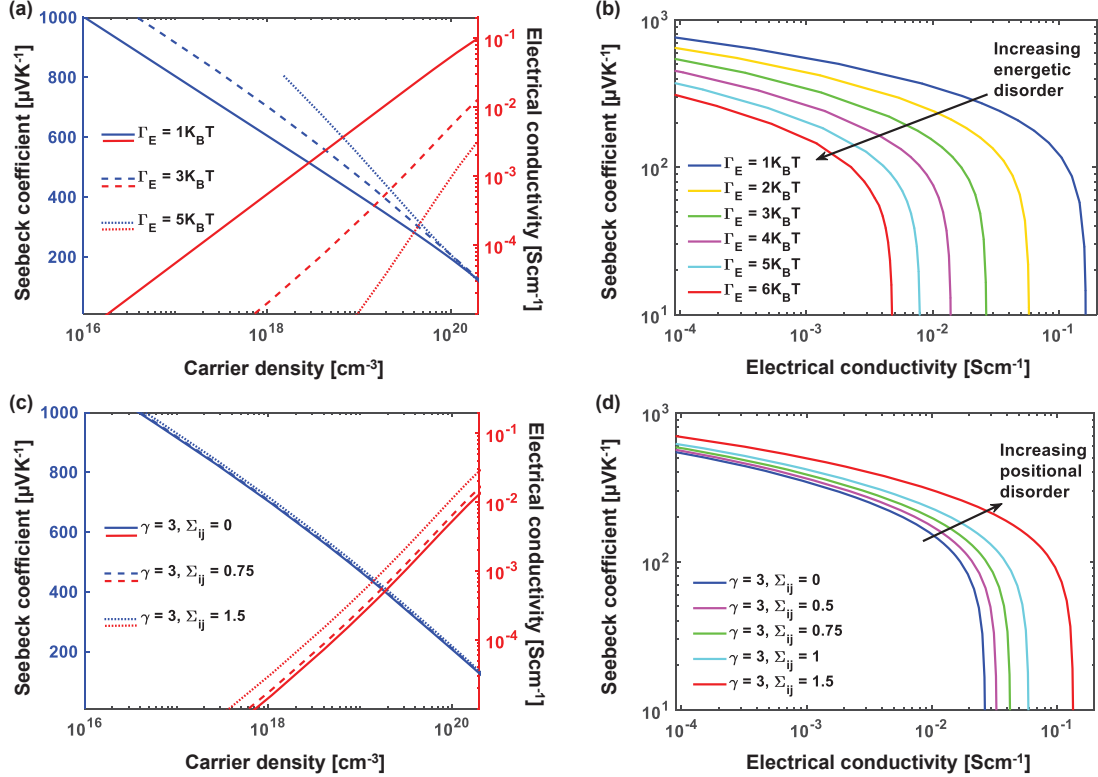 (a)
Seebeck coefficient [µVK⁻¹]
1000
800
600
400
200
Γ_E = 1K_BT
Γ_E = 3K_BT
Γ_E = 5K_BT
10⁻¹
10⁻²
10⁻³
10⁻⁴
Electrical conductivity [Scm⁻¹]
10¹⁶
10¹⁸
10²⁰
Carrier density [cm⁻³]
(b)
Seebeck coefficient [µVK⁻¹]
10³
10²
10¹
Increasing
energetic
disorder
Γ_E = 1K_BT
Γ_E = 2K_BT
Γ_E = 3K_BT
Γ_E = 4K_BT
Γ_E = 5K_BT
Γ_E = 6K_BT
10⁻⁴
10⁻³
10⁻²
10⁻¹
Electrical conductivity [Scm⁻¹]
(c)
Seebeck coefficient [µVK⁻¹]
1000
800
600
400
200
γ = 3, Σ_ij = 0
γ = 3, Σ_ij = 0.75
γ = 3, Σ_ij = 1.5
10⁻¹
10⁻²
10⁻³
10⁻⁴
Electrical conductivity [Scm⁻¹]
10¹⁶
10¹⁸
10²⁰
Carrier density [cm⁻³]
(d)
Seebeck coefficient [µVK⁻¹]
10³
10²
10¹
Increasing
positional
disorder
γ = 3, Σ_ij = 0
γ = 3, Σ_ij = 0.5
γ = 3, Σ_ij = 0.75
γ = 3, Σ_ij = 1
γ = 3, Σ_ij = 1.5
10⁻⁴
10⁻³
10⁻²
10⁻¹
Electrical conductivity [Scm⁻¹]